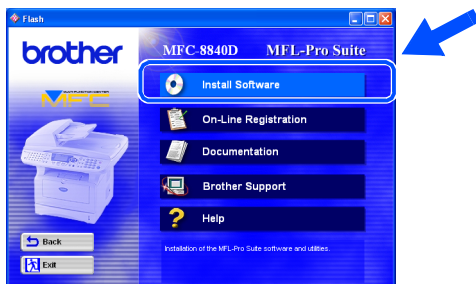 Flash
brother
MFC-8840D MFL-Pro Suite
Install Software
MFC
On-Line Registration
Documentation
Brother Support
Help
Back
Installation of the MFL-Pro Suite software and utilities.
Exit